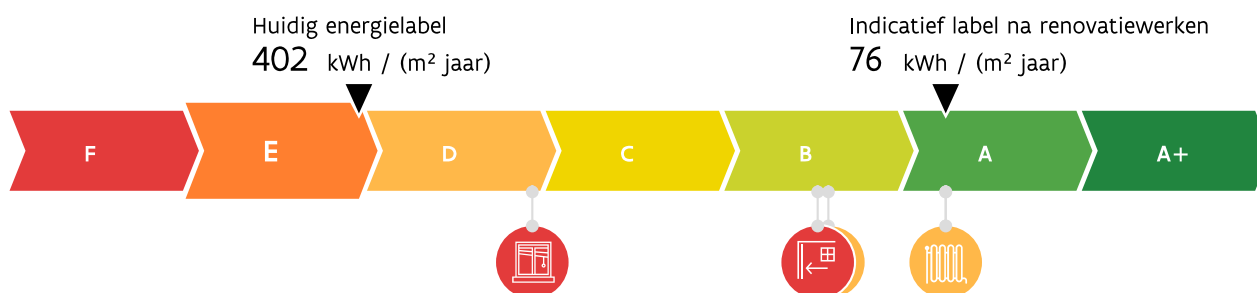 Huidig energielabel
402 kWh / (m² jaar)
Indicatief label na renovatiewerken
76 kWh / (m² jaar)
F E D C B A A+